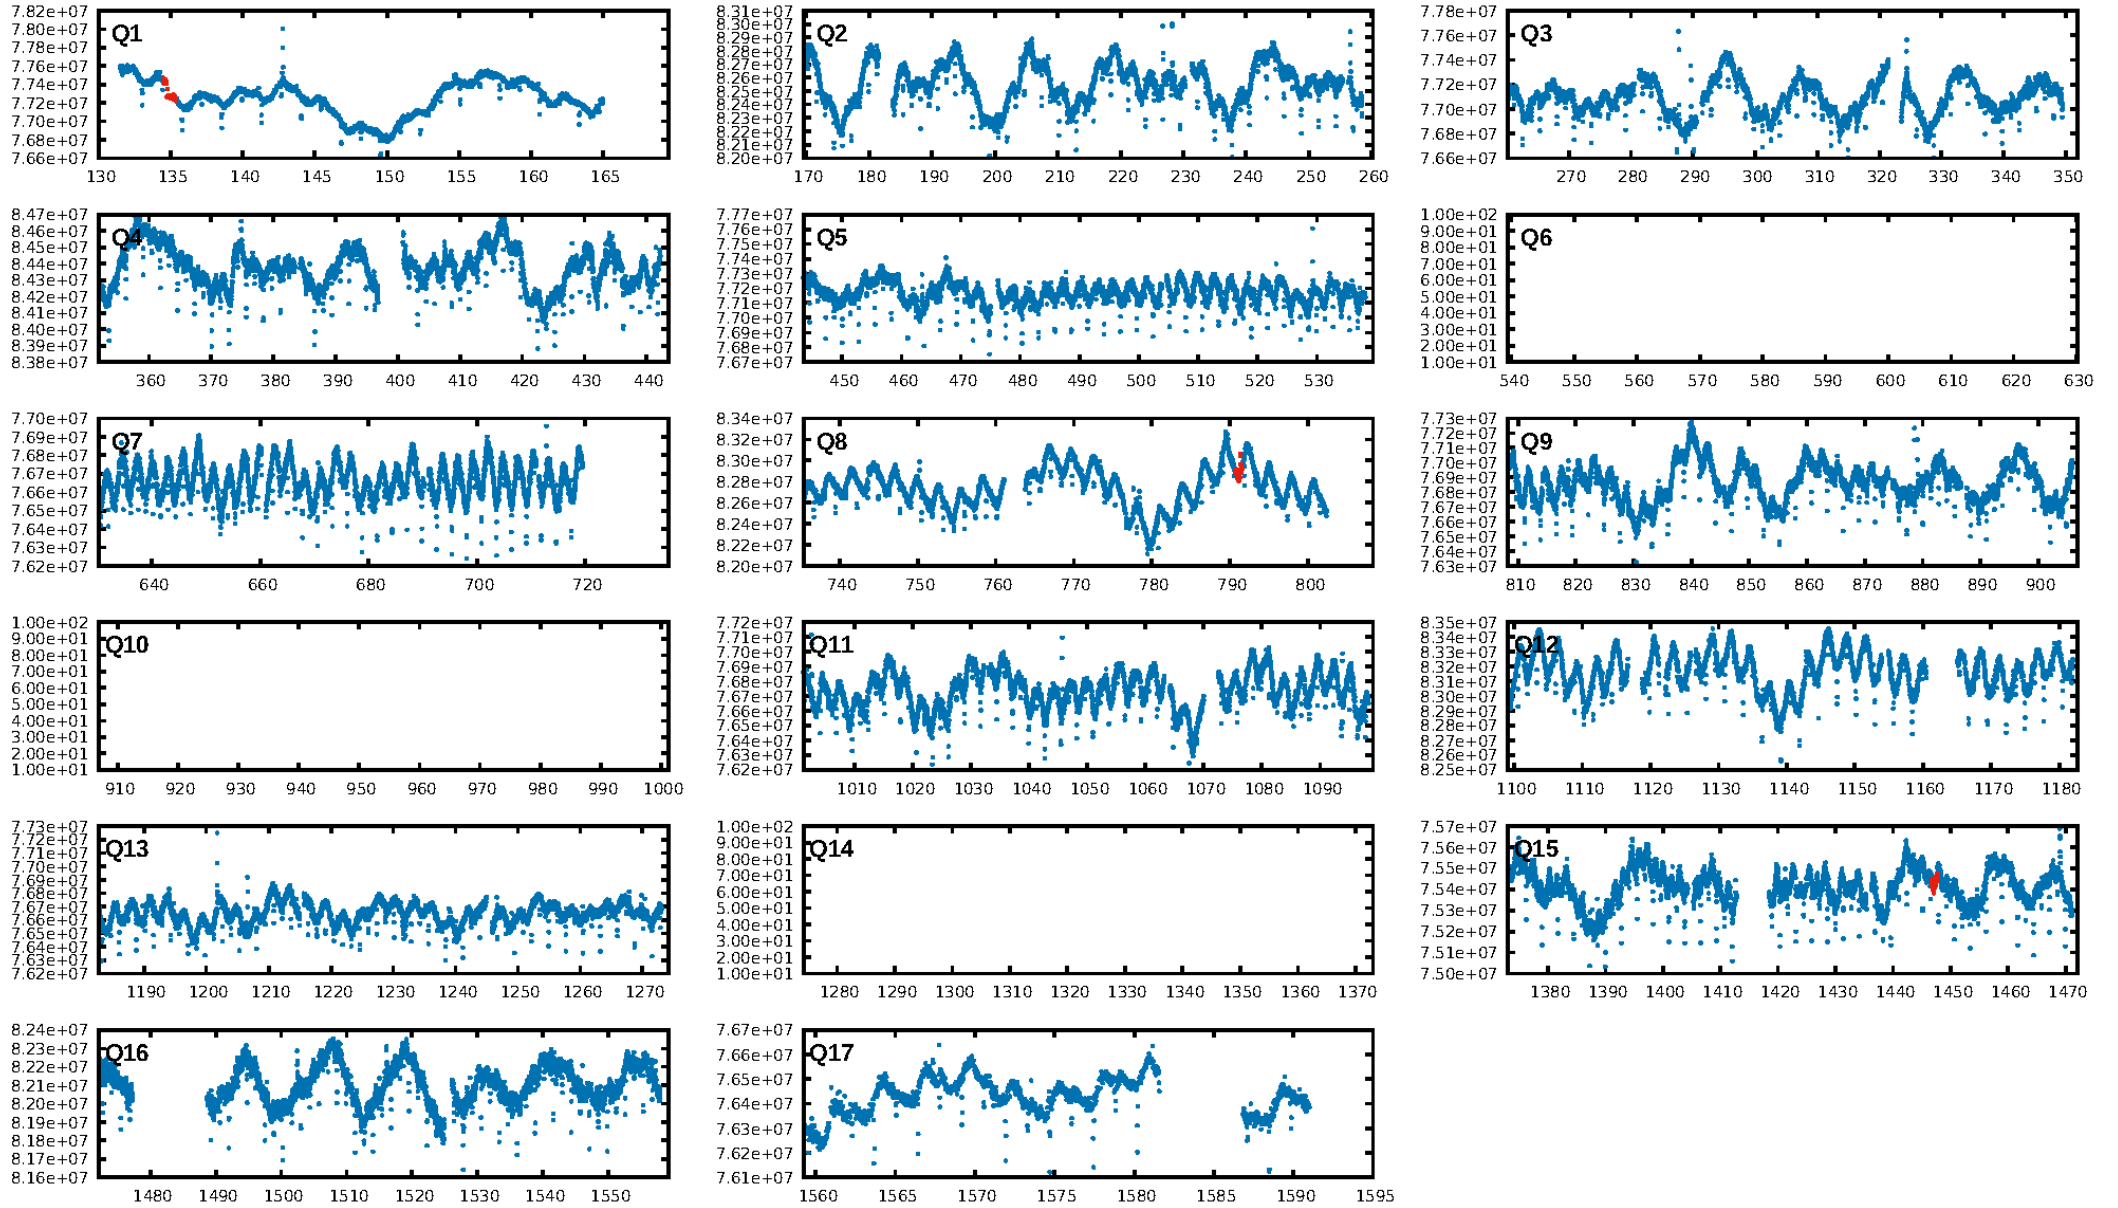 7.82e+07
7.80e+07
7.78e+07
7.76e+07
7.74e+07
7.72e+07
7.70e+07
7.68e+07
7.66e+07
Q1
130 135 140 145 150 155 160 165
8.31e+07
8.30e+07
8.29e+07
8.28e+07
8.27e+07
8.26e+07
8.25e+07
8.24e+07
8.23e+07
8.22e+07
8.21e+07
8.20e+07
Q2
170 180 190 200 210 220 230 240 250 260
7.78e+07
7.76e+07
7.74e+07
7.72e+07
7.70e+07
7.68e+07
7.66e+07
Q3
270 280 290 300 310 320 330 340 350
8.47e+07
8.46e+07
8.45e+07
8.44e+07
8.43e+07
8.42e+07
8.41e+07
8.40e+07
8.39e+07
8.38e+07
Q4
360 370 380 390 400 410 420 430 440
7.77e+07
7.76e+07
7.75e+07
7.74e+07
7.73e+07
7.72e+07
7.71e+07
7.70e+07
7.69e+07
7.68e+07
7.67e+07
Q5
450 460 470 480 490 500 510 520 530
1.00e+02
9.00e+01
8.00e+01
7.00e+01
6.00e+01
5.00e+01
4.00e+01
3.00e+01
2.00e+01
1.00e+01
Q6
540 550 560 570 580 590 600 610 620 630
7.70e+07
7.69e+07
7.68e+07
7.67e+07
7.66e+07
7.65e+07
7.64e+07
7.63e+07
7.62e+07
Q7
640 660 680 700 720
8.34e+07
8.32e+07
8.30e+07
8.28e+07
8.26e+07
8.24e+07
8.22e+07
8.20e+07
Q8
740 750 760 770 780 790 800
7.73e+07
7.72e+07
7.71e+07
7.70e+07
7.69e+07
7.68e+07
7.67e+07
7.66e+07
7.65e+07
7.64e+07
7.63e+07
Q9
810 820 830 840 850 860 870 880 890 900
1.00e+02
9.00e+01
8.00e+01
7.00e+01
6.00e+01
5.00e+01
4.00e+01
3.00e+01
2.00e+01
1.00e+01
Q10
910 920 930 940 950 960 970 980 990 1000
7.72e+07
7.71e+07
7.70e+07
7.69e+07
7.68e+07
7.67e+07
7.66e+07
7.65e+07
7.64e+07
7.63e+07
7.62e+07
Q11
1010 1020 1030 1040 1050 1060 1070 1080 1090
8.35e+07
8.34e+07
8.33e+07
8.32e+07
8.31e+07
8.30e+07
8.29e+07
8.28e+07
8.27e+07
8.26e+07
8.25e+07
Q12
1100 1110 1120 1130 1140 1150 1160 1170 1180
7.73e+07
7.72e+07
7.71e+07
7.70e+07
7.69e+07
7.68e+07
7.67e+07
7.66e+07
7.65e+07
7.64e+07
7.63e+07
7.62e+07
Q13
1190 1200 1210 1220 1230 1240 1250 1260 1270
1.00e+02
9.00e+01
8.00e+01
7.00e+01
6.00e+01
5.00e+01
4.00e+01
3.00e+01
2.00e+01
1.00e+01
Q14
1280 1290 1300 1310 1320 1330 1340 1350 1360 1370
7.57e+07
7.56e+07
7.55e+07
7.54e+07
7.53e+07
7.52e+07
7.51e+07
7.50e+07
Q15
1380 1390 1400 1410 1420 1430 1440 1450 1460 1470
8.24e+07
8.23e+07
8.22e+07
8.21e+07
8.20e+07
8.19e+07
8.18e+07
8.17e+07
8.16e+07
Q16
1480 1490 1500 1510 1520 1530 1540 1550
7.67e+07
7.66e+07
7.65e+07
7.64e+07
7.63e+07
7.62e+07
7.61e+07
Q17
1560 1565 1570 1575 1580 1585 1590 1595